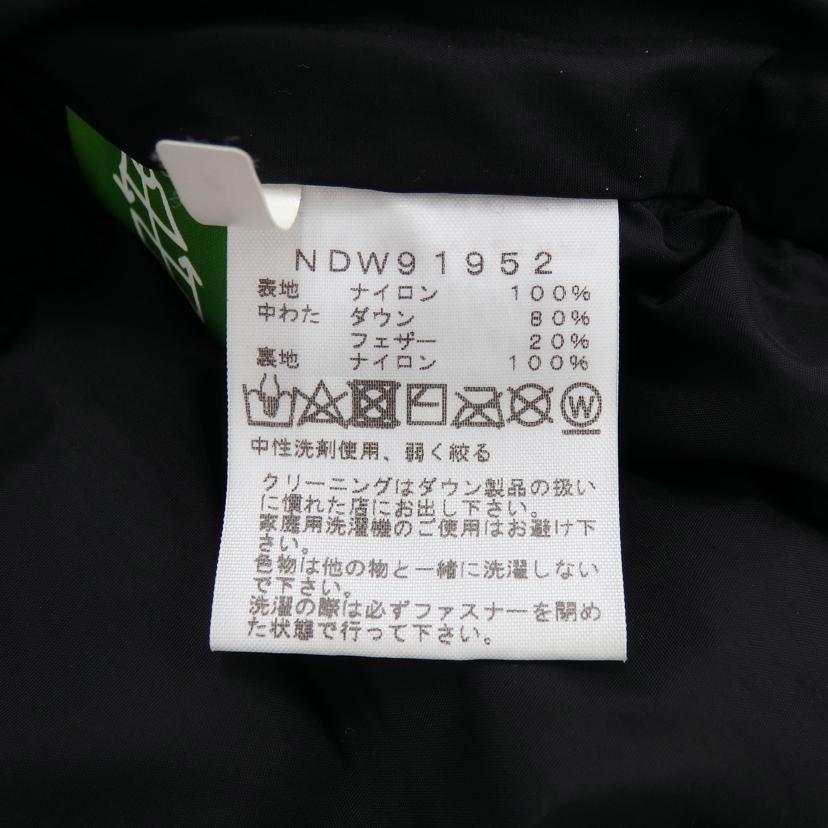 NDW91952
表地 ナイロン 100%
中わた ダウン 80%
フェザー 20%
裏地 ナイロン 100%
W
中性洗剤使用、弱く絞る
クリーニングはダウン製品の扱い
に慣れた店にお出し下さい。
家庭用洗濯機のご使用はお避け下
さい。
色物は他の物と一緒に洗濯しない
で下さい。
洗濯の際は必ずファスナーを閉め
た状態で行って下さい。